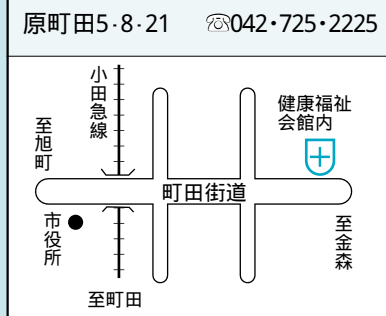 原町田5·8·21 ☎042·725·2225
小田急線
健康福祉
会館内
至旭町
町田街道
市役所
至金森
至町田